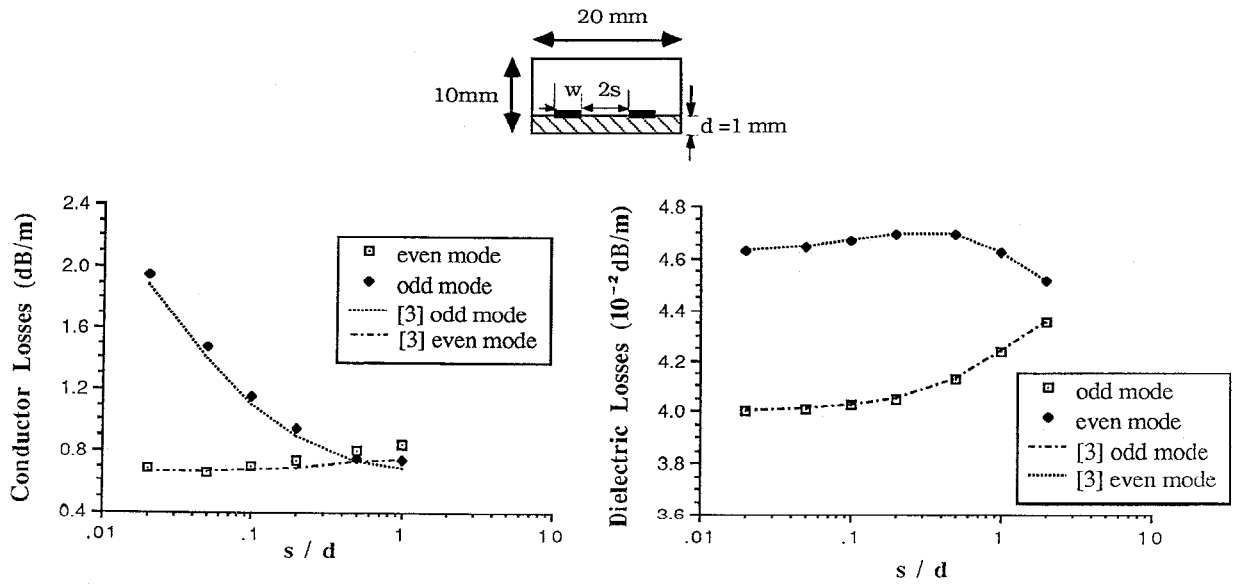 20 mm
10mm
w
2s
d =1 mm
Conductor Losses (dB/m)
2.4
2.0
1.6
1.2
0.8
0.4
.01
.1
1
10
s / d
even mode
odd mode
[3] odd mode
[3] even mode
Dielectric Losses (10⁻² dB/m)
4.8
4.6
4.4
4.2
4.0
3.8
3.6
.01
.1
1
10
s / d
odd mode
even mode
[3] odd mode
[3] even mode